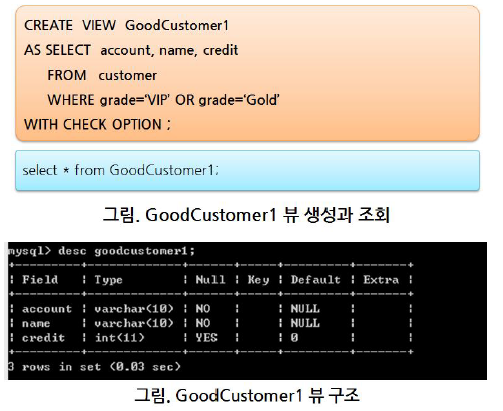 CREATE VIEW GoodCustomer1
AS SELECT account, name, credit
FROM customer
WHERE grade=‘VIP’ OR grade=‘Gold’
WITH CHECK OPTION ;
select * from GoodCustomer1;
그림. GoodCustomer1 뷰 생성과 조회
mysql> desc goodcustomer1;
+---------+-------------+------+-----+---------+-------+
| Field | Type | Null | Key | Default | Extra |
+---------+-------------+------+-----+---------+-------+
| account | varchar(10) | NO | | NULL | |
| name | varchar(10) | NO | | NULL | |
| credit | int(11) | YES | | 0 | |
+---------+-------------+------+-----+---------+-------+
3 rows in set (0.03 sec)
그림. GoodCustomer1 뷰 구조